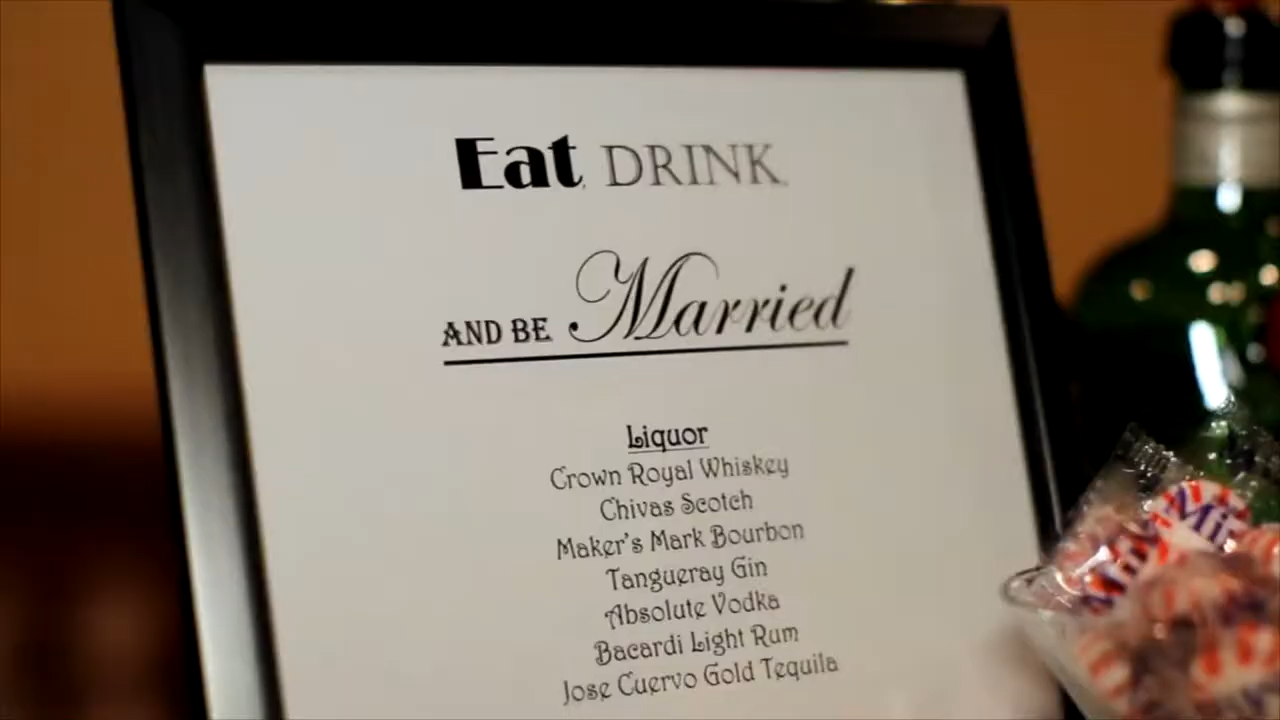 Eat, DRINK,
AND BE Married
Liquor
Crown Royal Whiskey
Chivas Scotch
Maker's Mark Bourbon
Tangueray Gin
Absolute Vodka
Bacardi Light Rum
Jose Cuervo Gold Tequila